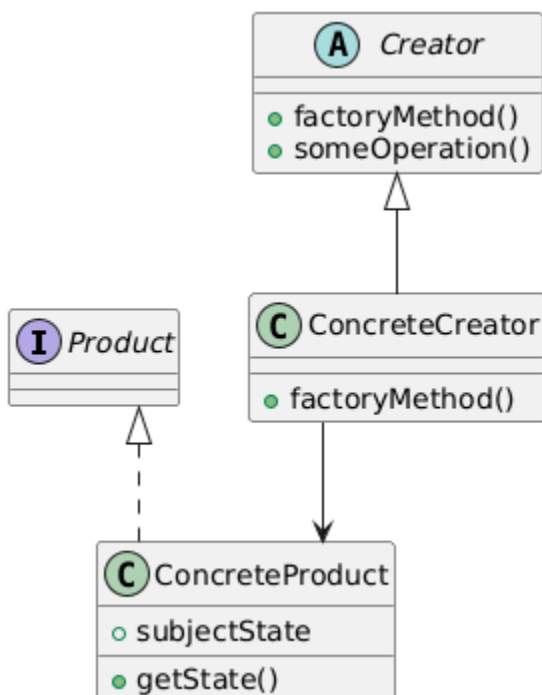 A Creator
factoryMethod()
someOperation()
I Product
C ConcreteCreator
factoryMethod()
C ConcreteProduct
subjectState
getState()